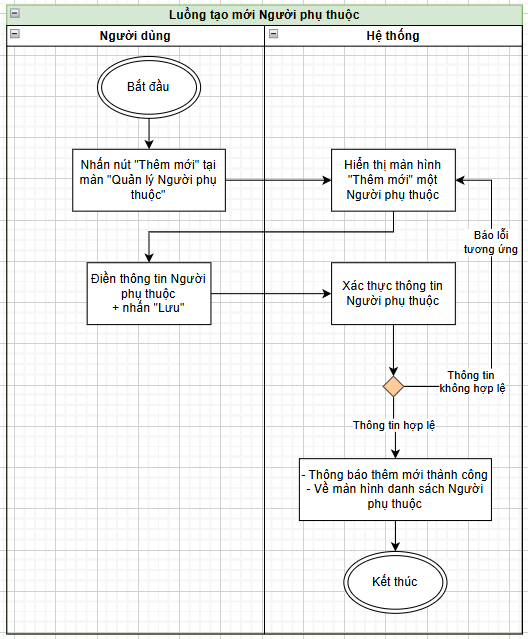 Luồng tạo mới Người phụ thuộc
Người dùng
Hệ thống
Bắt đầu
Nhấn nút "Thêm mới" tại
màn "Quản lý Người phụ
thuộc"
Hiển thị màn hình
"Thêm mới" một
Người phụ thuộc
Báo lỗi
tương ứng
Điền thông tin Người
phụ thuộc
+ nhấn "Lưu"
Xác thực thông tin
Người phụ thuộc
Thông tin
không hợp lệ
Thông tin hợp lệ
- Thông báo thêm mới thành công
- Về màn hình danh sách Người
phụ thuộc
Kết thúc